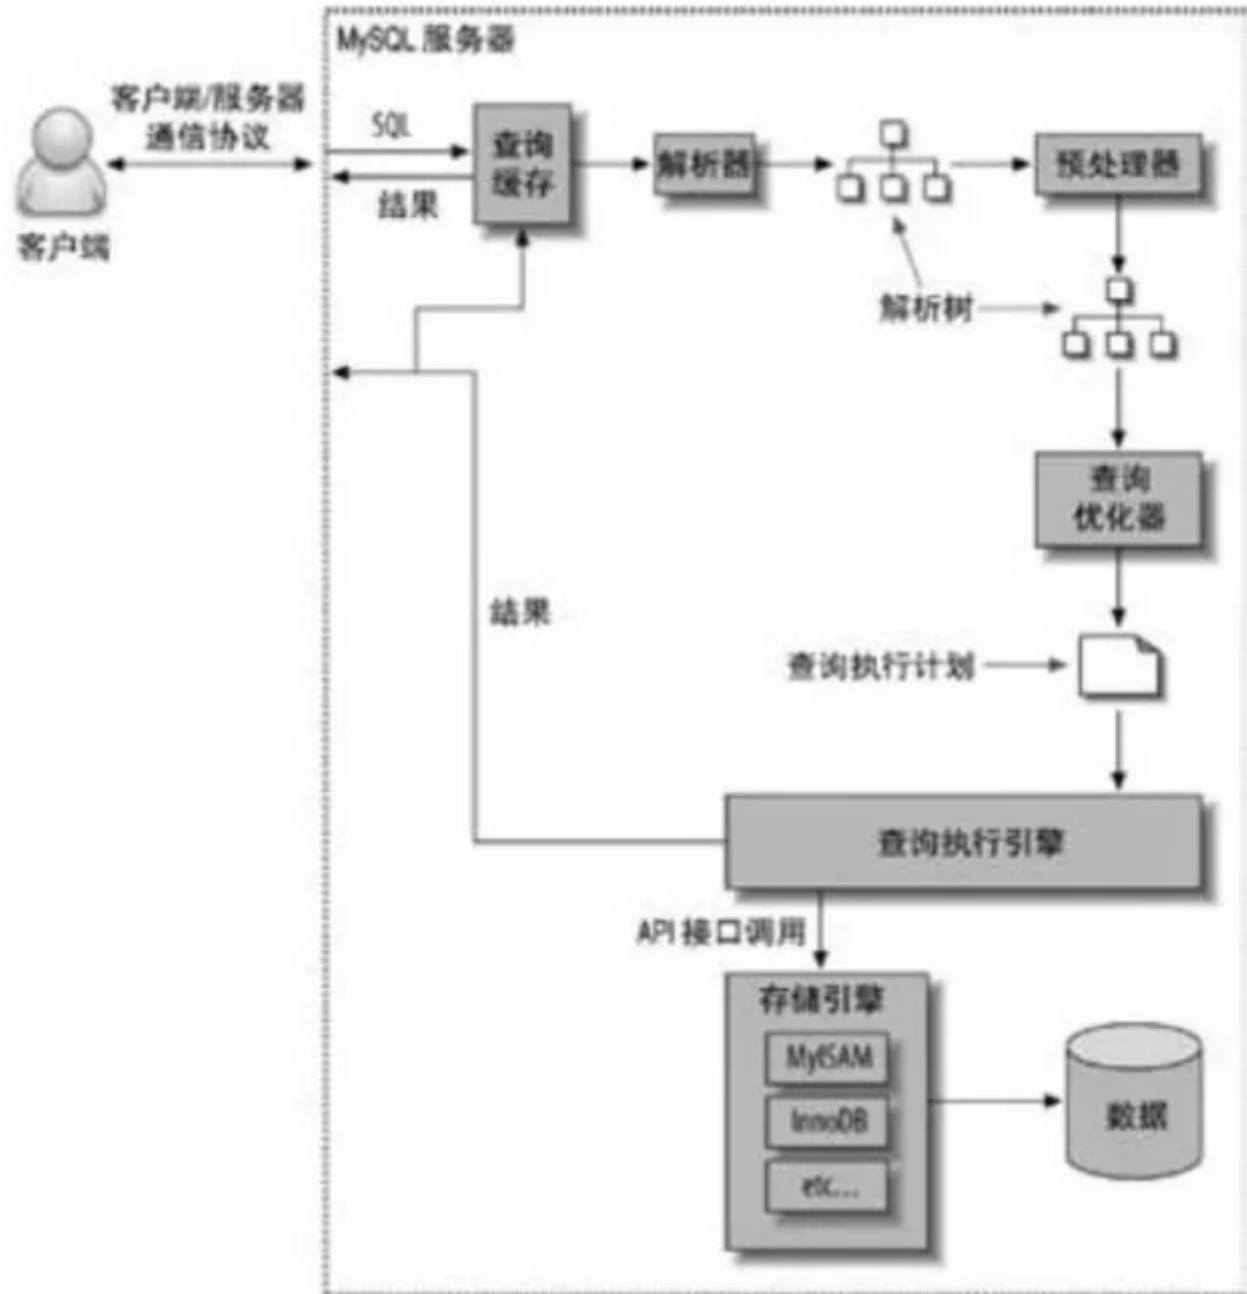 MySQL 服务器
客户端/服务器
通信协议
客户端
SQL
结果
查询
缓存
解析器
预处理器
解析树
查询
优化器
结果
查询执行计划
查询执行引擎
API 接口调用
存储引擎
MyISAM
InnoDB
etc...
数据